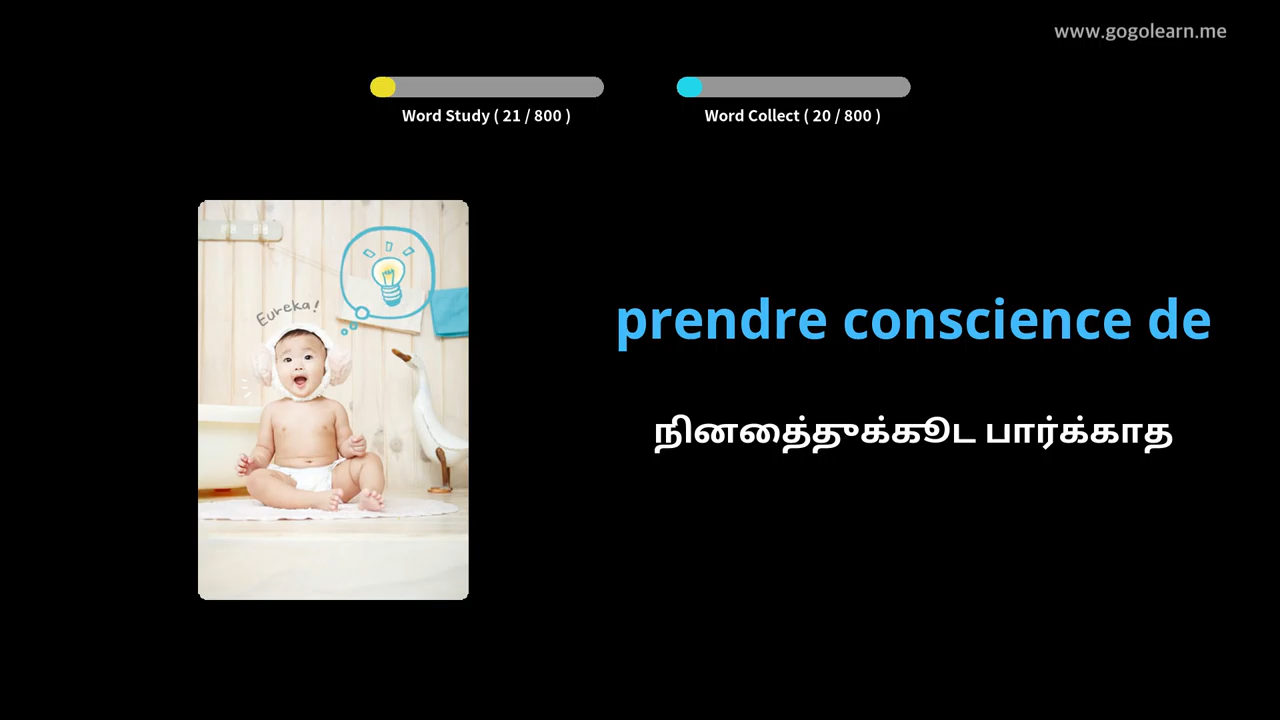 www.gogolearn.me
Word Study ( 21 / 800 )
Word Collect ( 20 / 800 )
Eureka!
prendre conscience de
நினைத்துக்கூட பார்க்காத